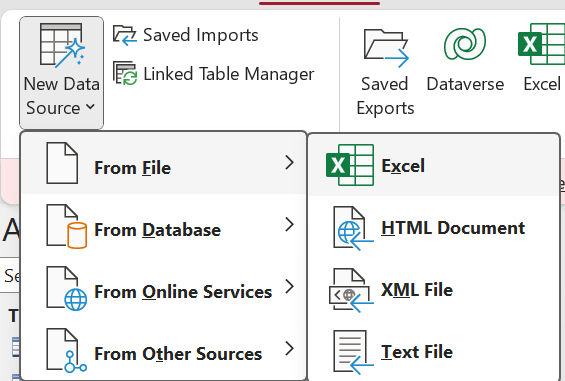 New Data
Source
Saved Imports
Linked Table Manager
Saved
Exports
Dataverse
Excel
From File
From Database
From Online Services
From Other Sources
Excel
HTML Document
XML File
Text File